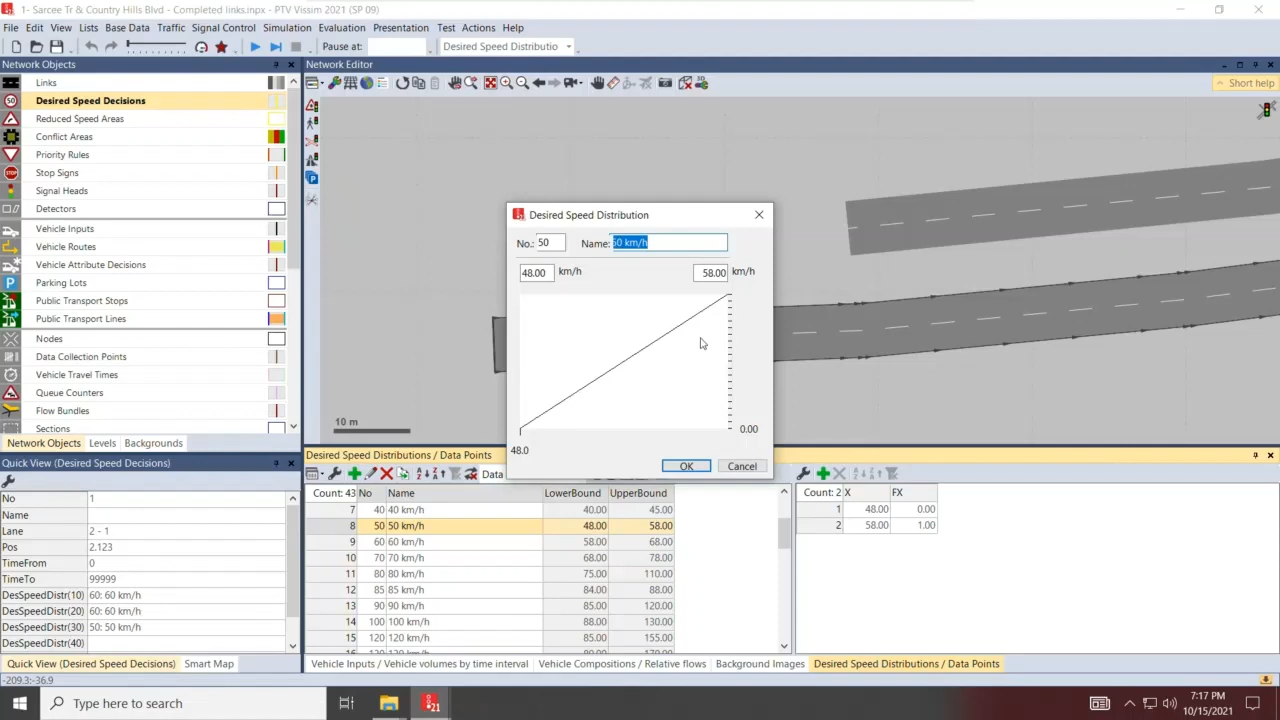 1- Sarcee Tr & Country Hills Blvd - Completed links.inpx - PTV Vissim 2021 (SP 09)
File Edit View Lists Base Data Traffic Signal Control Simulation Evaluation Presentation Test Actions Help
Pause at: Desired Speed Distributio
Network Objects
Network Editor
Short help
Links
Desired Speed Decisions
Reduced Speed Areas
Conflict Areas
Priority Rules
Stop Signs
Signal Heads
Detectors
Vehicle Inputs
Vehicle Routes
Vehicle Attribute Decisions
Parking Lots
Public Transport Stops
Public Transport Lines
Nodes
Data Collection Points
Vehicle Travel Times
Queue Counters
Flow Bundles
Sections
Network Objects Levels Backgrounds
10 m
Desired Speed Distribution
No.: 50 Name: 50 km/h
48.00 km/h 58.00 km/h
0.00
48.0
OK Cancel
Quick View (Desired Speed Decisions)
No 1
Name
Lane 2 - 1
Pos 2.123
TimeFrom 0
TimeTo 99999
DesSpeedDistr(10) 60: 60 km/h
DesSpeedDistr(20) 60: 60 km/h
DesSpeedDistr(30) 50: 50 km/h
DesSpeedDistr(40)
Quick View (Desired Speed Decisions) Smart Map
Desired Speed Distributions / Data Points
Data
Count: 43 No Name LowerBound UpperBound
7 40 40 km/h 40.00 45.00
8 50 50 km/h 48.00 58.00
9 60 60 km/h 58.00 68.00
10 70 70 km/h 68.00 78.00
11 80 80 km/h 75.00 110.00
12 85 85 km/h 84.00 88.00
13 90 90 km/h 85.00 120.00
14 100 100 km/h 88.00 130.00
15 120 120 km/h 85.00 155.00
16 130 130 km/h 170.00
Count: 2 X FX
1 48.00 0.00
2 58.00 1.00
Vehicle Inputs / Vehicle volumes by time interval Vehicle Compositions / Relative flows Background Images Desired Speed Distributions / Data Points
-209.3:-36.9
Type here to search
21
7:17 PM
10/15/2021